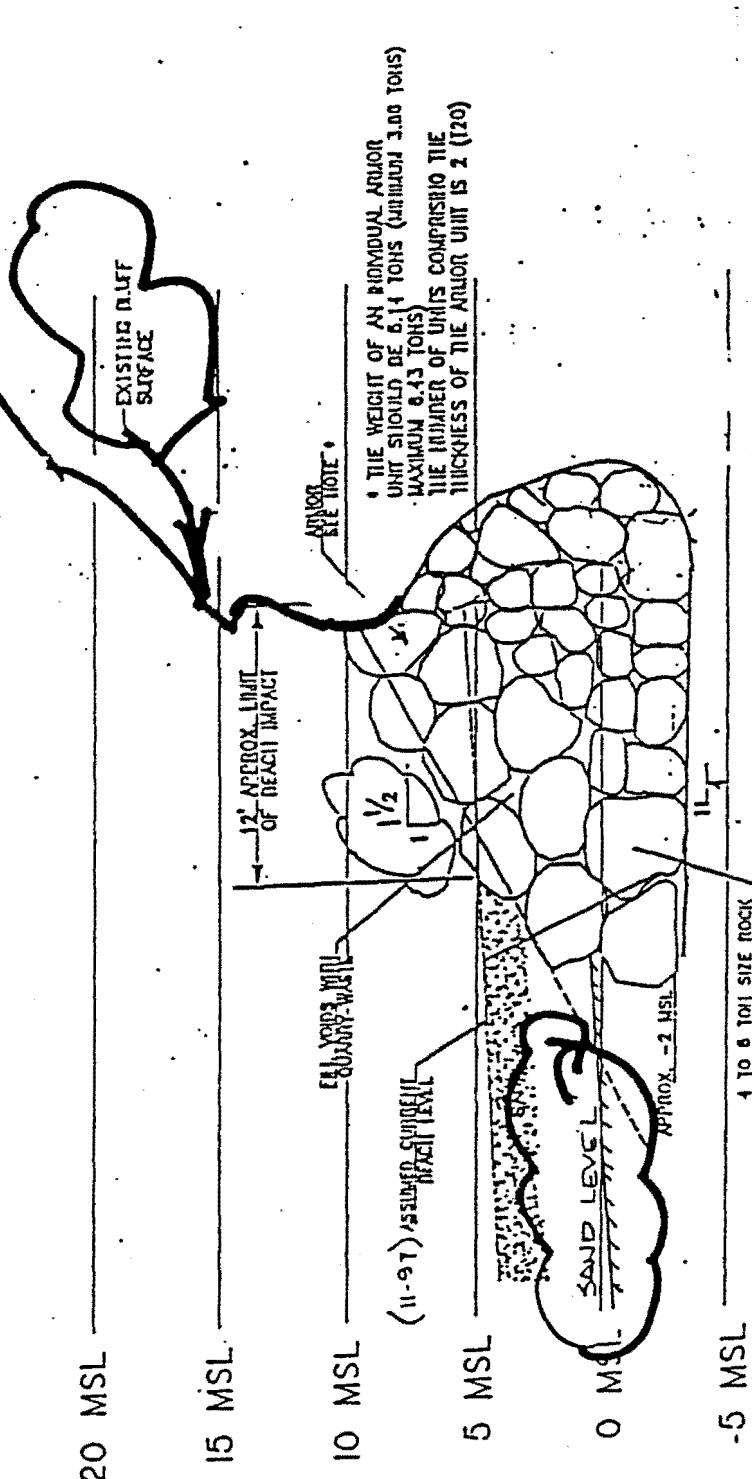 20 MSL
15 MSL
10 MSL
5 MSL
0 MSL
-5 MSL
EXISTING BLUFF
SURFACE
12' APPROX. LIMIT
OF BEACH IMPACT
ARMOR
SEE NOTE *
* THE WEIGHT OF AN INDIVIDUAL ARMOR
UNIT SHOULD BE 6.14 TONS (MINIMUM 3.00 TONS)
MAXIMUM 8.43 TONS)
THE NUMBER OF UNITS COMPRISING THE
THICKNESS OF THE ARMOR UNIT IS 2 (120)
1 1/2
1
FILL VOIDS WITH
QUARRY-WASTE
(11-97) ASSUMED CURRENT
BEACH LEVEL
SAND LEVEL
APPROX. -2 MSL
4 TO 8 TON SIZE ROCK